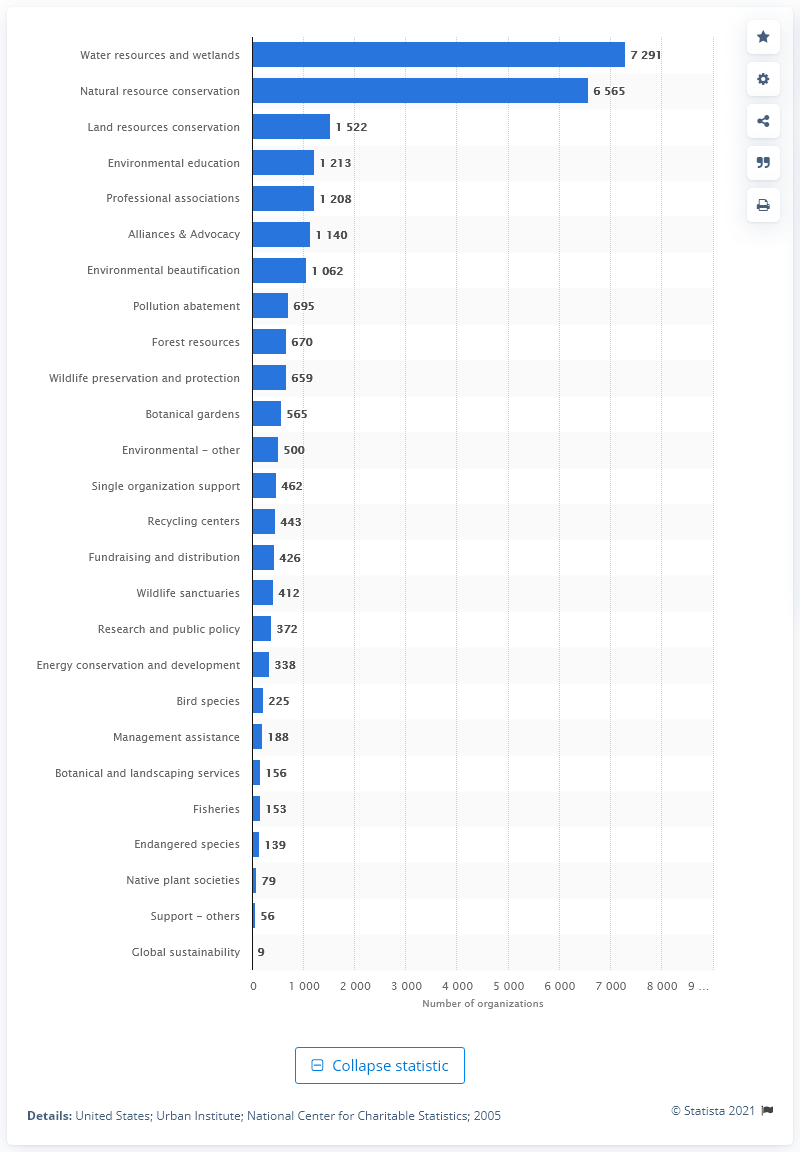 Water resources and wetlands 7 291
Natural resource conservation 6 565
Land resources conservation 1 522
Environmental education 1 213
Professional associations 1 208
Alliances & Advocacy 1 140
Environmental beautification 1 062
Pollution abatement 695
Forest resources 670
Wildlife preservation and protection 659
Botanical gardens 565
Environmental - other 500
Single organization support 462
Recycling centers 443
Fundraising and distribution 426
Wildlife sanctuaries 412
Research and public policy 372
Energy conservation and development 338
Bird species 225
Management assistance 188
Botanical and landscaping services 156
Fisheries 153
Endangered species 139
Native plant societies 79
Support - others 56
Global sustainability 9
0 1 000 2 000 3 000 4 000 5 000 6 000 7 000 8 000 9 ...
Number of organizations
Collapse statistic
Details: United States; Urban Institute; National Center for Charitable Statistics; 2005
© Statista 2021